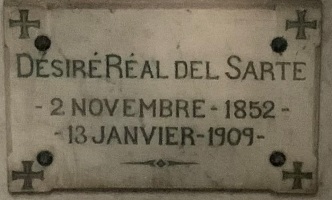 DÉSIRÉ RÉAL DEL SARTE
- 2 NOVEMBRE - 1852 -
- 13 JANVIER - 1909 -